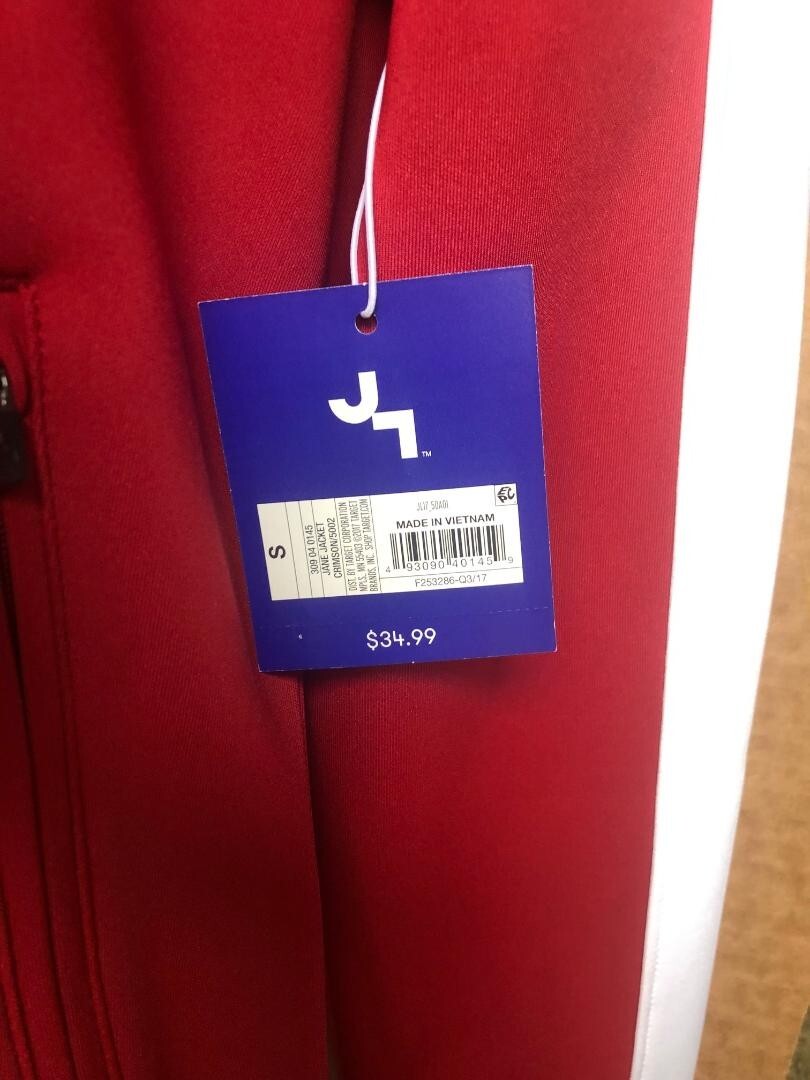 JL™
S
309 04 0145
JANE JACKET
CRIMSON/5002
DIST. BY TARGET CORPORATION
MPLS., MN 55403 ©2017 TARGET
BRANDS, INC. SHOP TARGET.COM
MADE IN VIETNAM
4 93090 40145 9
F253286-Q3/17
$34.99